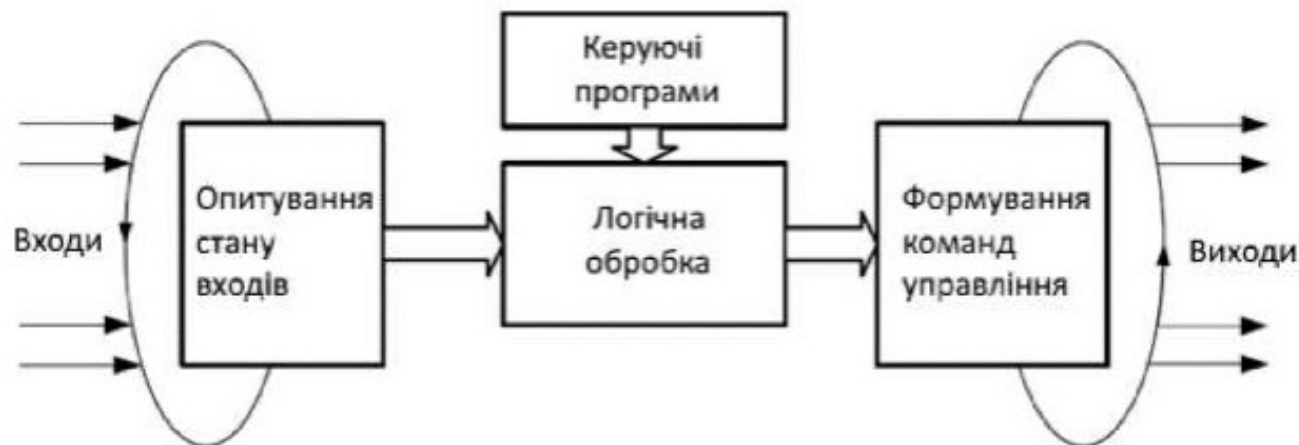 Керуючі
програми
Входи
Опитування
стану
входів
Логічна
обробка
Формування
команд
управління
Виходи